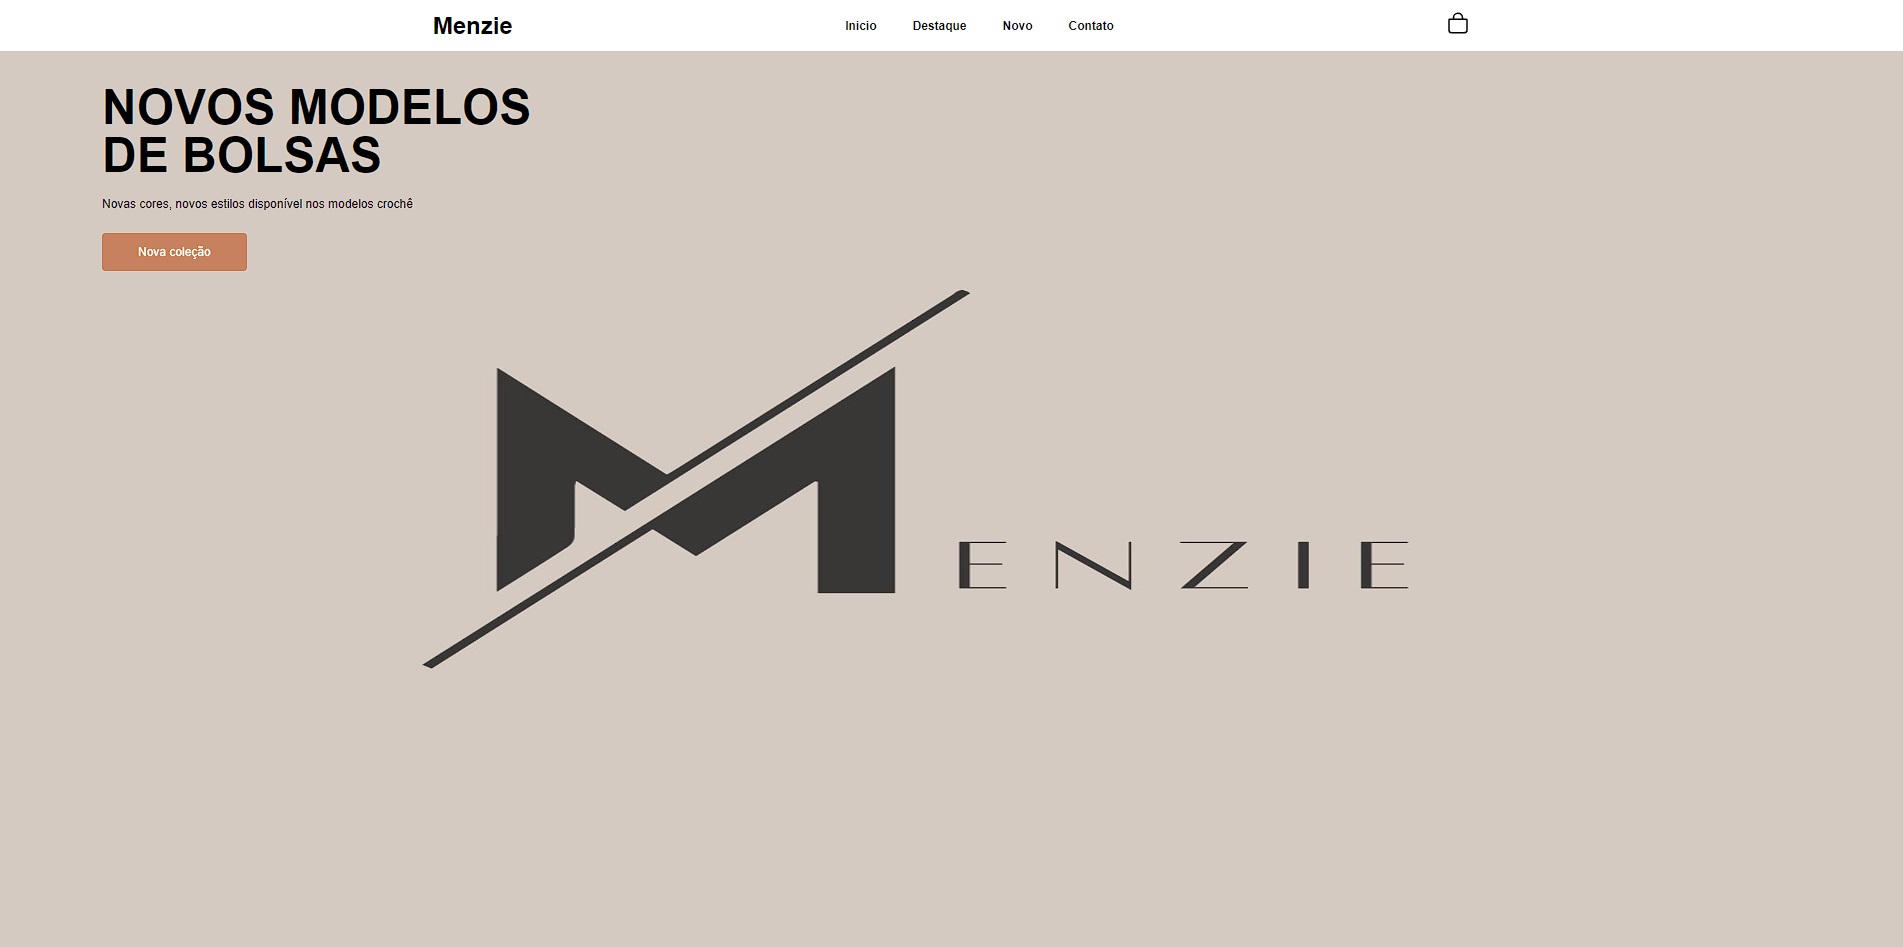 Menzie
Inicio
Destaque
Novo
Contato
NOVOS MODELOS
DE BOLSAS
Novas cores, novos estilos disponível nos modelos crochê
Nova coleção
MENZIE